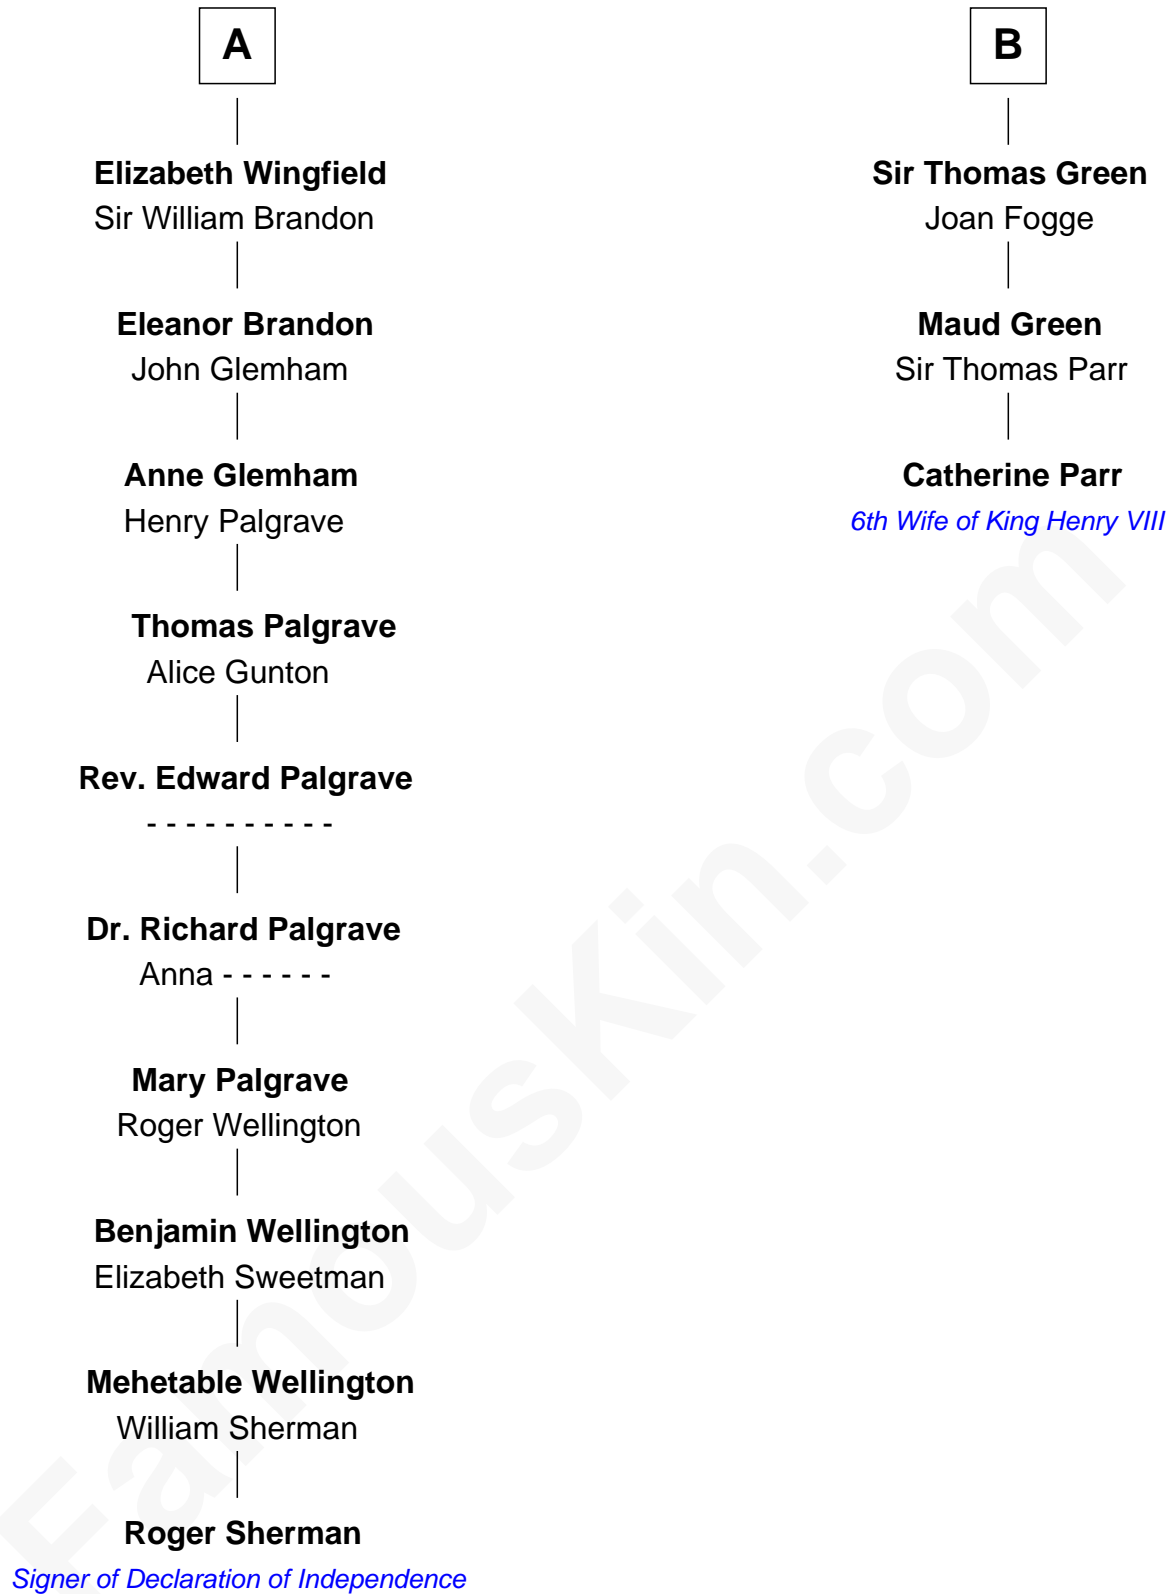 A
Elizabeth Wingfield
Sir William Brandon
Eleanor Brandon
John Glemham
Anne Glemham
Henry Palgrave
Thomas Palgrave
Alice Gunton
Rev. Edward Palgrave
- - - - - - - - - -
Dr. Richard Palgrave
Anna - - - - - -
Mary Palgrave
Roger Wellington
Benjamin Wellington
Elizabeth Sweetman
Mehetable Wellington
William Sherman
Roger Sherman
Signer of Declaration of Independence
B
Sir Thomas Green
Joan Fogge
Maud Green
Sir Thomas Parr
Catherine Parr
6th Wife of King Henry VIII
FamousKin.com